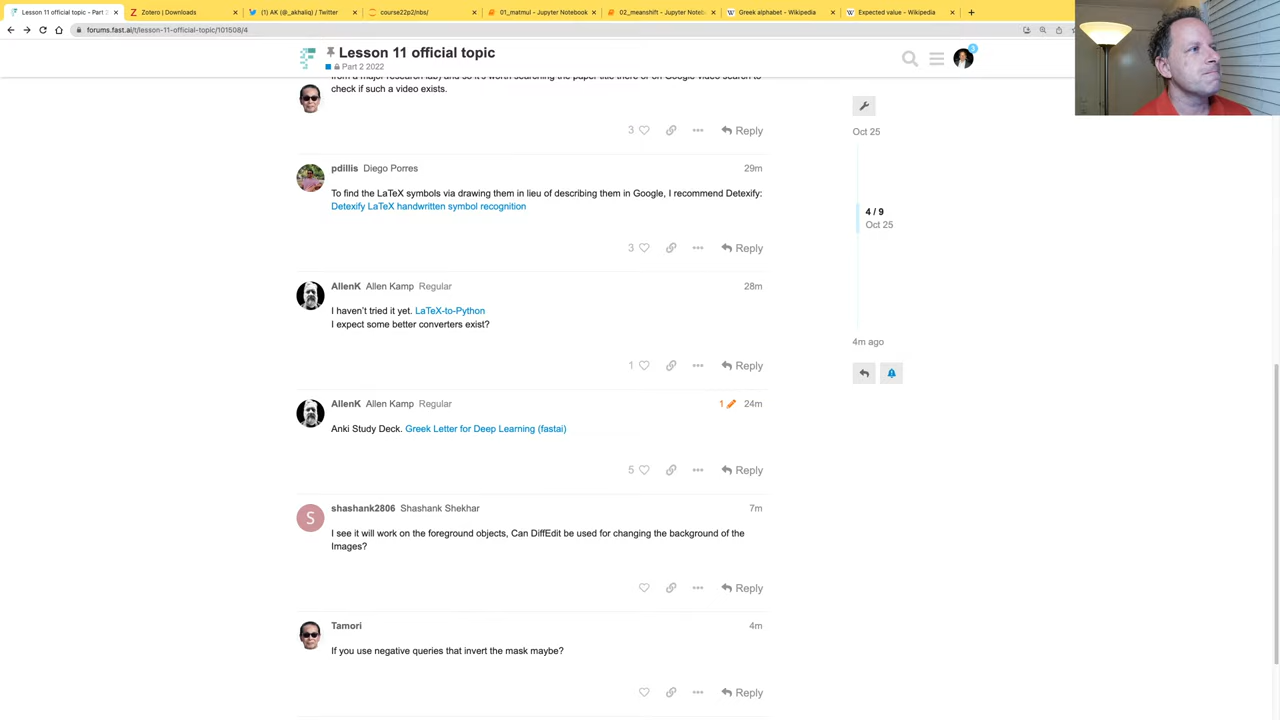 Lesson 11 official topic - Part 2
Zotero | Downloads
(1) AK (@_akhaliq) / Twitter
course22p2/nbs/
01_matmul - Jupyter Notebook
02_meanshift - Jupyter Noteb
Greek alphabet - Wikipedia
Expected value - Wikipedia
forums.fast.ai/t/lesson-11-official-topic/101508/4
Lesson 11 official topic
Part 2 2022
3
from a major research lab) and so it's worth searching the paper title there or on Google video search to
check if such a video exists.
3 Reply
Oct 25
4 / 9
Oct 25
4m ago
pdillis Diego Porres 29m
To find the LaTeX symbols via drawing them in lieu of describing them in Google, I recommend Detexify:
Detexify LaTeX handwritten symbol recognition
3 Reply
AllenK Allen Kamp Regular 28m
I haven't tried it yet. LaTeX-to-Python
I expect some better converters exist?
1 Reply
AllenK Allen Kamp Regular 1 24m
Anki Study Deck. Greek Letter for Deep Learning (fastai)
5 Reply
S
shashank2806 Shashank Shekhar 7m
I see it will work on the foreground objects, Can DiffEdit be used for changing the background of the
Images?
Reply
Tamori 4m
If you use negative queries that invert the mask maybe?
Reply